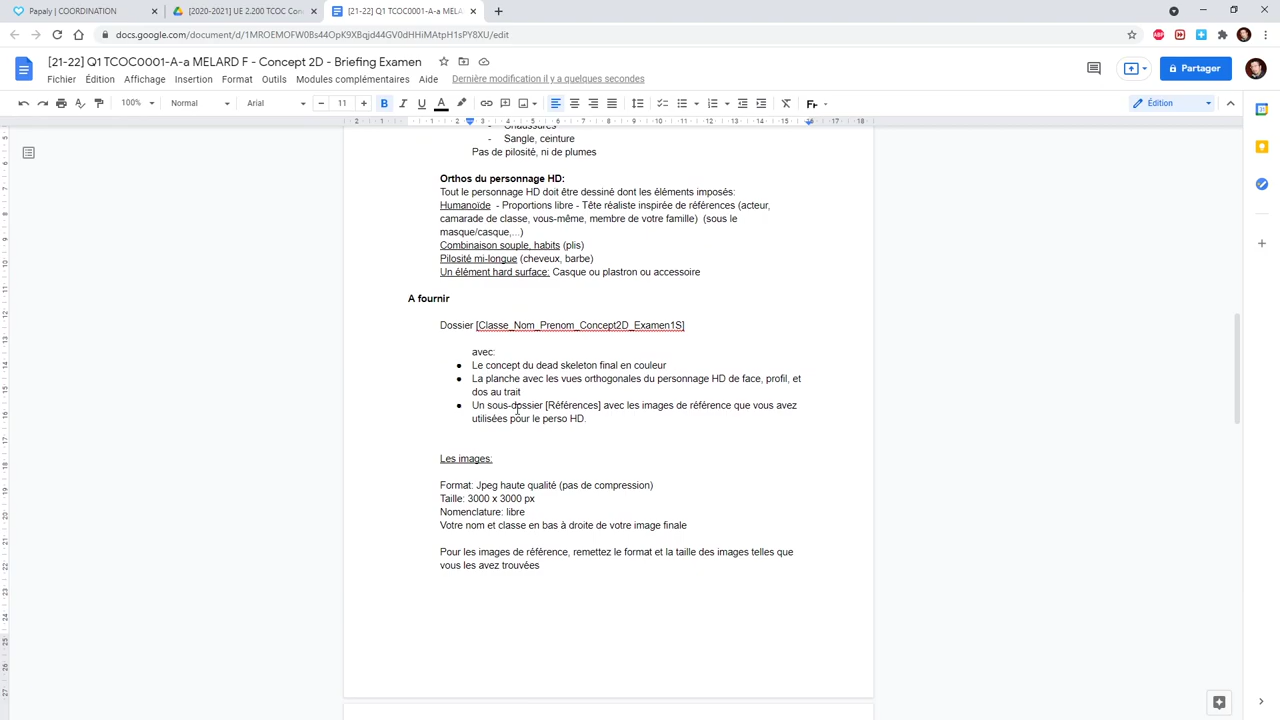 Papaly | COORDINATION
[2020-2021] UE 2.200 TCOC Con
[21-22] Q1 TCOC0001-A-a MELAR
docs.google.com/document/d/1MROEMOFW0Bs44OpK9XBqjd44GV0dHHiMAtpH1sPY8XU/edit
[21-22] Q1 TCOC0001-A-a MELARD F - Concept 2D - Briefing Examen
Fichier Édition Affichage Insertion Format Outils Modules complémentaires Aide Dernière modification il y a quelques secondes
Partager
100% Normal Arial 11 Édition
- Chaussures
- Sangle, ceinture
Pas de pilosité, ni de plumes
Orthos du personnage HD:
Tout le personnage HD doit être dessiné dont les éléments imposés:
Humanoïde - Proportions libre - Tête réaliste inspirée de références (acteur,
camarade de classe, vous-même, membre de votre famille) (sous le
masque/casque,...)
Combinaison souple, habits (plis)
Pilosité mi-longue (cheveux, barbe)
Un élément hard surface: Casque ou plastron ou accessoire
A fournir
Dossier [Classe_Nom_Prenom_Concept2D_Examen1S]
avec:
● Le concept du dead skeleton final en couleur
● La planche avec les vues orthogonales du personnage HD de face, profil, et
dos au trait
● Un sous-dossier [Références] avec les images de référence que vous avez
utilisées pour le perso HD.
Les images:
Format: Jpeg haute qualité (pas de compression)
Taille: 3000 x 3000 px
Nomenclature: libre
Votre nom et classe en bas à droite de votre image finale
Pour les images de référence, remettez le format et la taille des images telles que
vous les avez trouvées